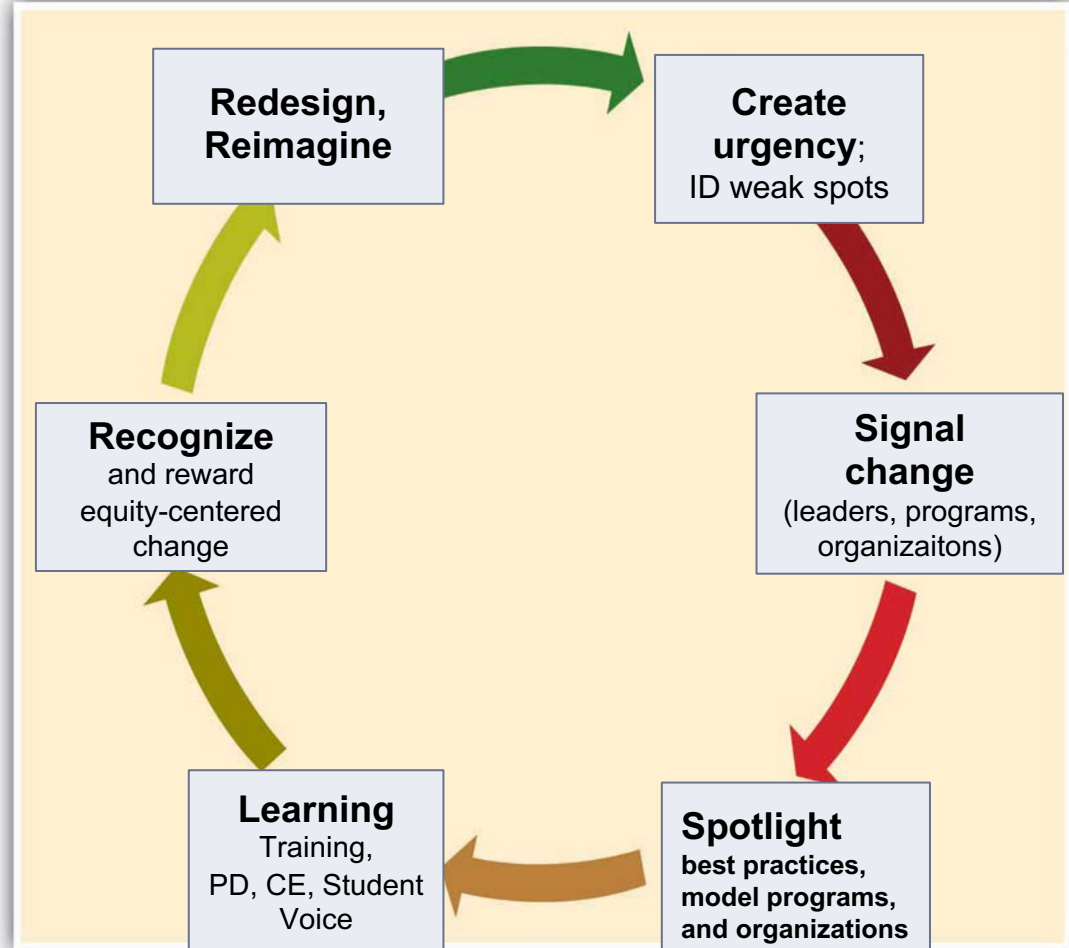 Redesign,
Reimagine
Create
urgency;
ID weak spots
Signal
change
(leaders, programs,
organizaitons)
Spotlight
best practices,
model programs,
and organizations
Learning
Training,
PD, CE, Student
Voice
Recognize
and reward
equity-centered
change